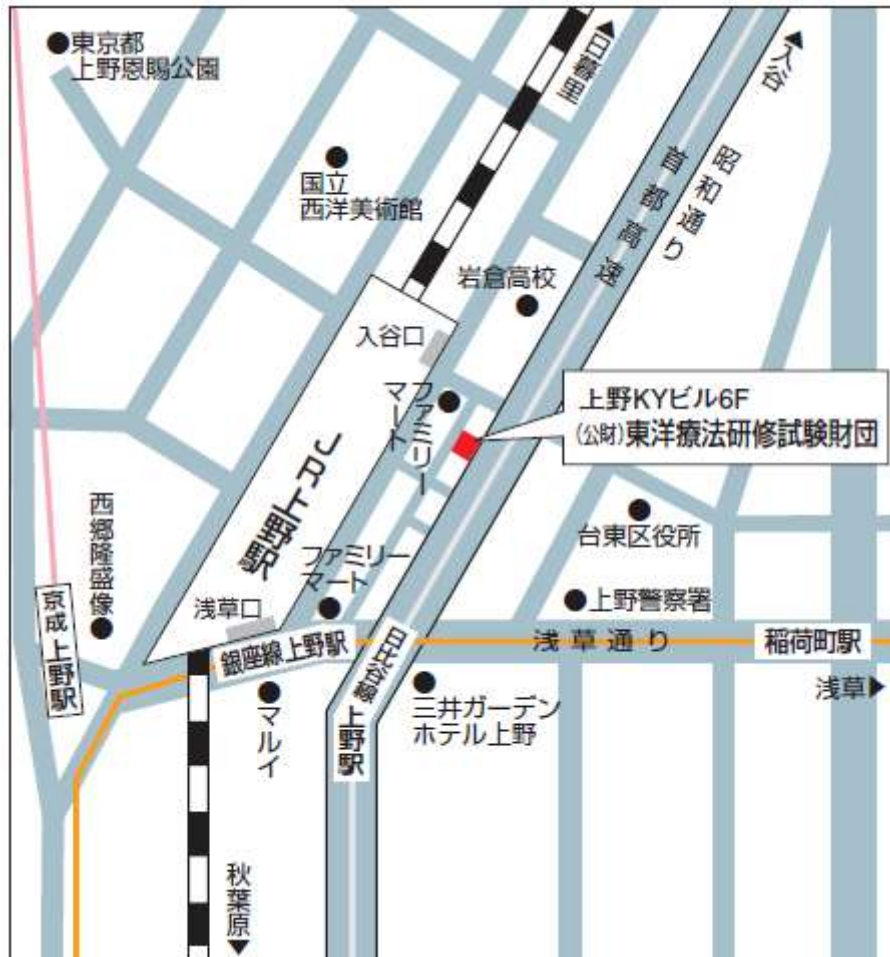 東京都
上野恩賜公園
▲日暮里
▲入谷
国立
西洋美術館
首都高速
昭和通り
岩倉高校
入谷口
ファミリー
マート
上野KYビル6F
(公財)東洋療法研修試験財団
JR上野駅
西郷隆盛像
台東区役所
ファミリー
マート
浅草口
上野警察署
京成上野駅
銀座線上野駅
日比谷線上野駅
浅草通り
稲荷町駅
浅草▶
マルイ
三井ガーデン
ホテル上野
秋葉原▼